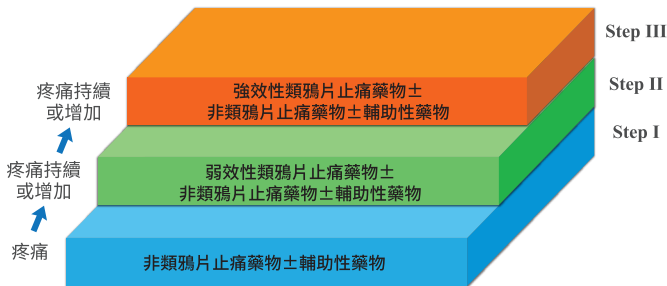 Step III
疼痛持續
或增加
強效性類鴉片止痛藥物±
非類鴉片止痛藥物±輔助性藥物
Step II
疼痛持續
或增加
弱效性類鴉片止痛藥物±
非類鴉片止痛藥物±輔助性藥物
Step I
疼痛
非類鴉片止痛藥物±輔助性藥物